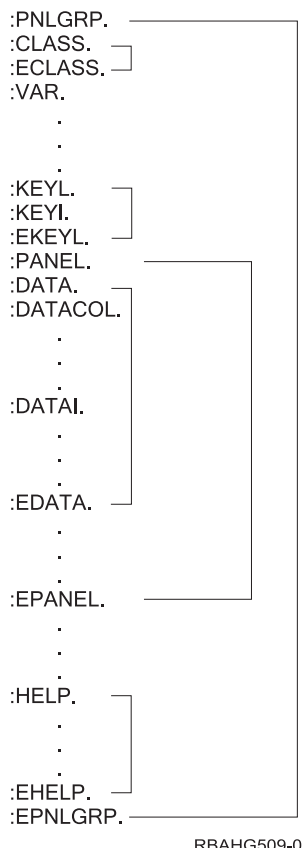 :PNLGRP.
:CLASS.
:ECLASS.
:VAR.
.
.
.
:KEYL.
:KEYI.
:EKEYL.
:PANEL.
:DATA.
:DATACOL.
.
.
.
:DATAI.
.
.
.
:EDATA.
.
.
.
:EPANEL.
.
.
.
:HELP.
.
.
.
:EHELP.
:EPNLGRP.
RBAHG509-0